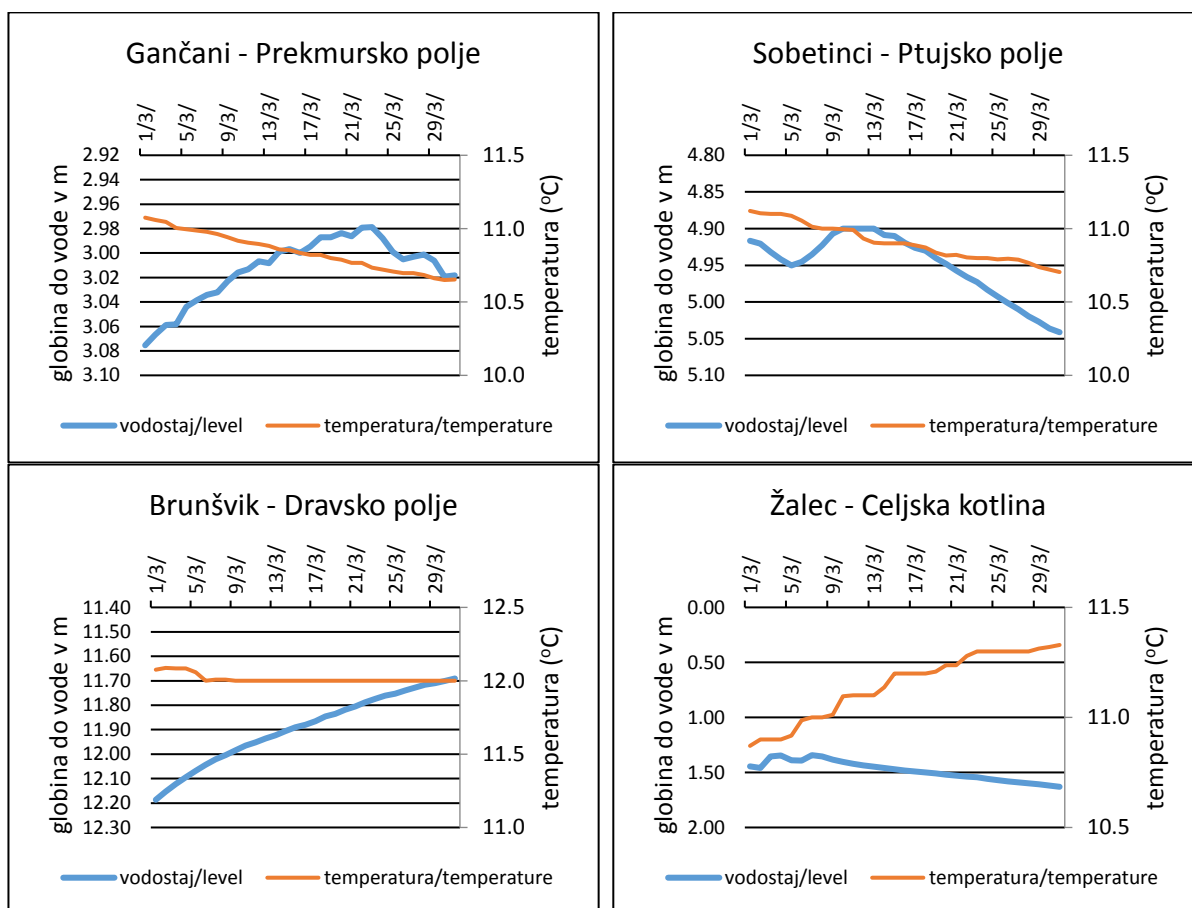 Gančani - Prekmursko polje
1/3/ 5/3/ 9/3/ 13/3/ 17/3/ 21/3/ 25/3/ 29/3/
globina do vode v m
2.92
2.94
2.96
2.98
3.00
3.02
3.04
3.06
3.08
3.10
11.5
11.0
10.5
10.0
temperatura (ºC)
vodostaj/level temperatura/temperature
Sobetinci - Ptujsko polje
1/3/ 5/3/ 9/3/ 13/3/ 17/3/ 21/3/ 25/3/ 29/3/
globina do vode v m
4.80
4.85
4.90
4.95
5.00
5.05
5.10
11.5
11.0
10.5
10.0
temperatura (ºC)
vodostaj/level temperatura/temperature
Brunšvik - Dravsko polje
1/3/ 5/3/ 9/3/ 13/3/ 17/3/ 21/3/ 25/3/ 29/3/
globina do vode v m
11.40
11.50
11.60
11.70
11.80
11.90
12.00
12.10
12.20
12.30
12.5
12.0
11.5
11.0
temperatura (ºC)
vodostaj/level temperatura/temperature
Žalec - Celjska kotlina
1/3/ 5/3/ 9/3/ 13/3/ 17/3/ 21/3/ 25/3/ 29/3/
globina do vode v m
0.00
0.50
1.00
1.50
2.00
11.5
11.0
10.5
temperatura (ºC)
vodostaj/level temperatura/temperature